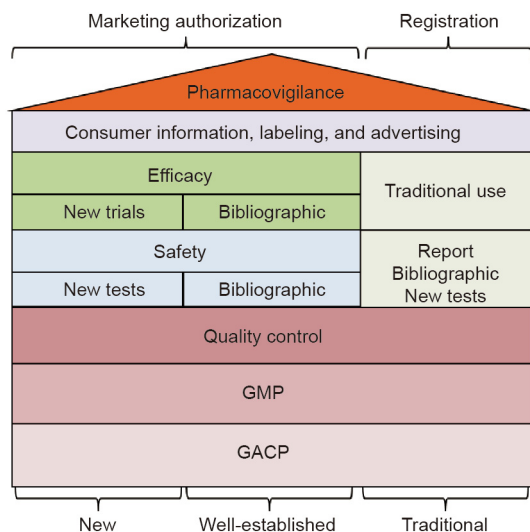 Marketing authorization
Registration
Pharmacovigilance
Consumer information, labeling, and advertising
Efficacy
Traditional use
New trials
Bibliographic
Safety
Report
Bibliographic
New tests
New tests
Bibliographic
Quality control
GMP
GACP
New
Well-established
Traditional